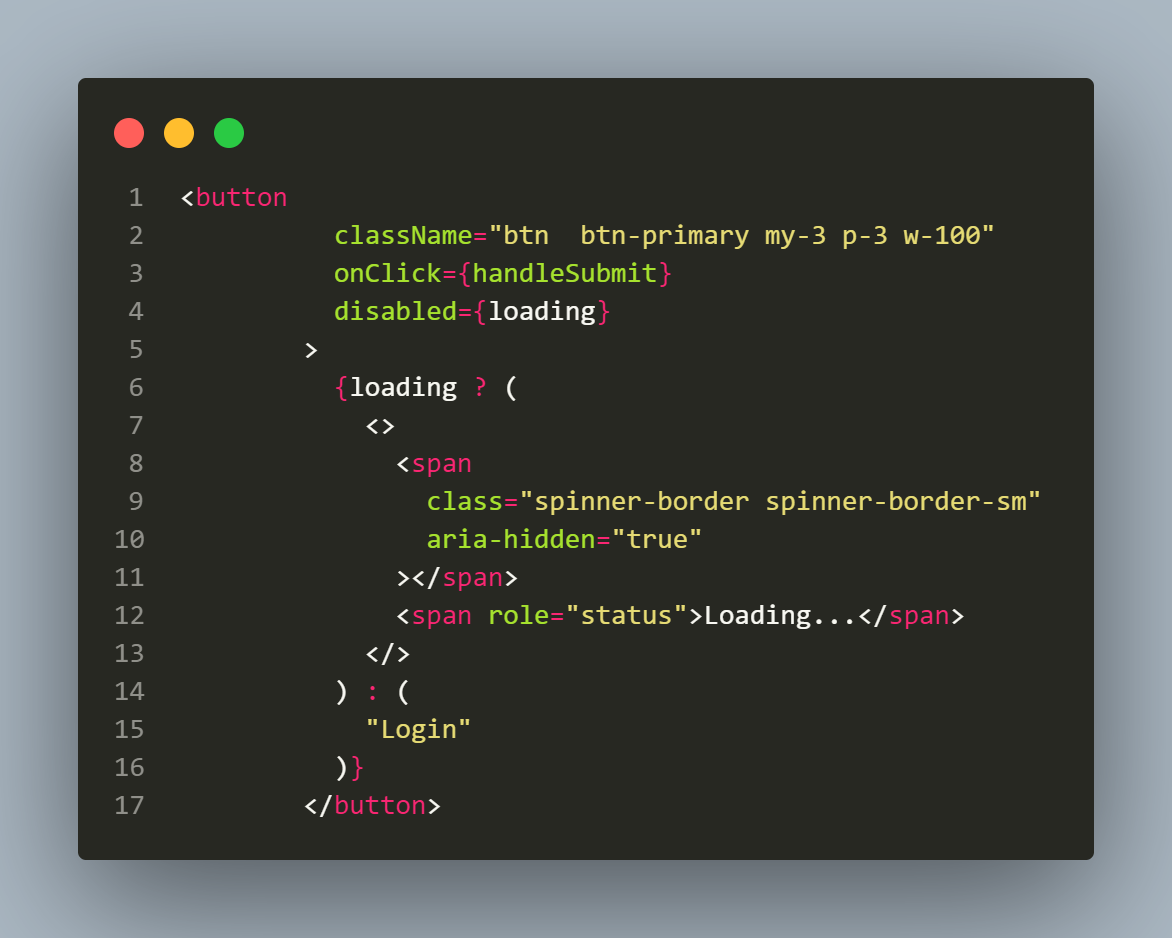 1 <button
2 className="btn  btn-primary my-3 p-3 w-100"
3 onClick={handleSubmit}
4 disabled={loading}
5 >
6 {loading ? (
7 <>
8 <span
9 class="spinner-border spinner-border-sm"
10 aria-hidden="true"
11 ></span>
12 <span role="status">Loading...</span>
13 </>
14 ) : (
15 "Login"
16 )}
17 </button>